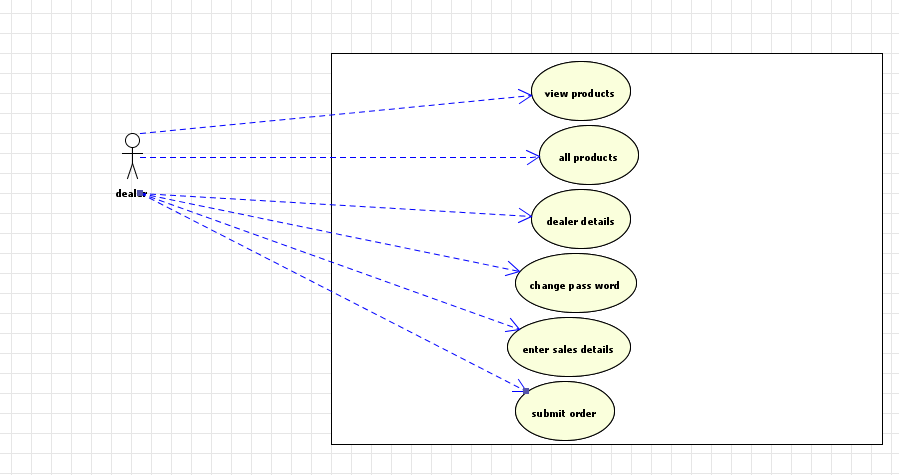 view products
all products
dealer
dealer details
change pass word
enter sales details
submit order